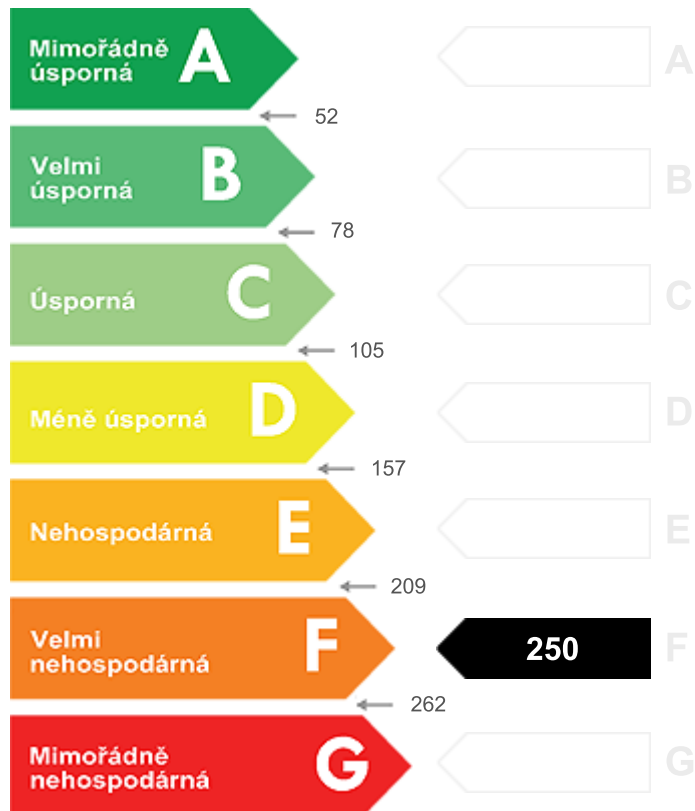 Mimořádně
úsporná
A
A
52
Velmi
úsporná
B
B
78
Úsporná
C
C
105
Méně úsporná
D
D
157
Nehospodárná
E
E
209
Velmi
nehospodárná
F
250
F
262
Mimořádně
nehospodárná
G
G